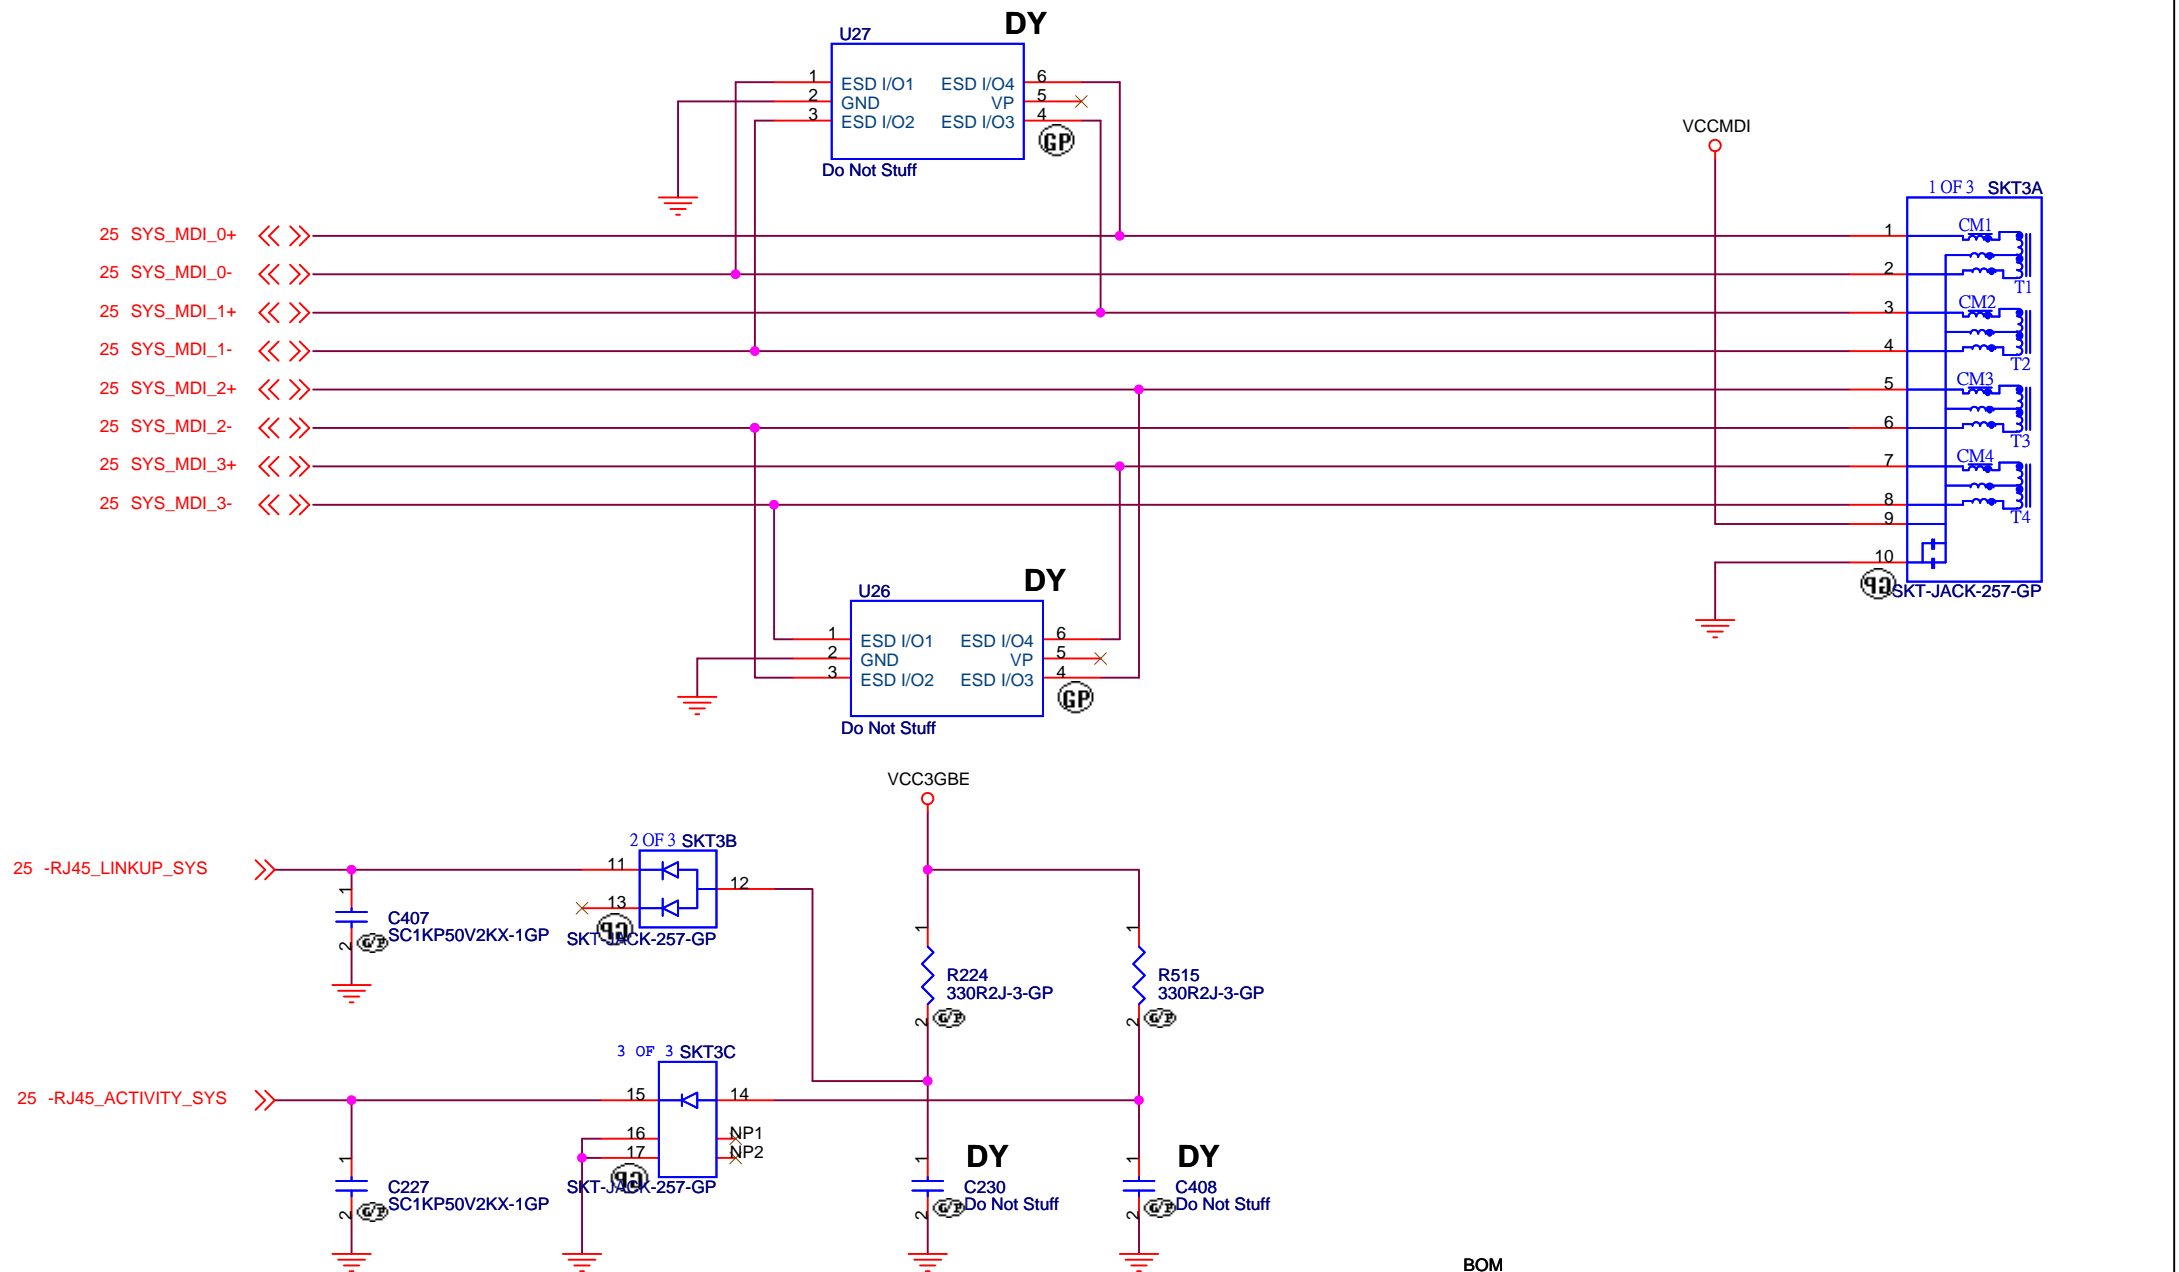 DY
U27
1 ESD I/O1 ESD I/O4 6
2 GND VP 5
3 ESD I/O2 ESD I/O3 4
GP
Do Not Stuff
VCCMDI
1 OF 3 SKT3A
25 SYS_MDI_0+ 1 CM1
25 SYS_MDI_0- 2
T1
25 SYS_MDI_1+ 3 CM2
25 SYS_MDI_1- 4
T2
25 SYS_MDI_2+ 5 CM3
25 SYS_MDI_2- 6
T3
25 SYS_MDI_3+ 7 CM4
25 SYS_MDI_3- 8
9 T4
10
GP SKT-JACK-257-GP
DY
U26
1 ESD I/O1 ESD I/O4 6
2 GND VP 5
3 ESD I/O2 ESD I/O3 4
GP
Do Not Stuff
VCC3GBE
2 OF 3 SKT3B
25 -RJ45_LINKUP_SYS 11
12
13
GP
SKT-JACK-257-GP
1
C407
SC1KP50V2KX-1GP
2 G/P
1
R224
330R2J-3-GP
2 G/P
1
R515
330R2J-3-GP
2 G/P
3 OF 3 SKT3C
25 -RJ45_ACTIVITY_SYS 15 14
16 NP1
17 NP2
GP
SKT-JACK-257-GP
1
C227
SC1KP50V2KX-1GP
2 G/P
DY
1
C230
Do Not Stuff
2 G/P
DY
1
C408
Do Not Stuff
2 G/P
BOM